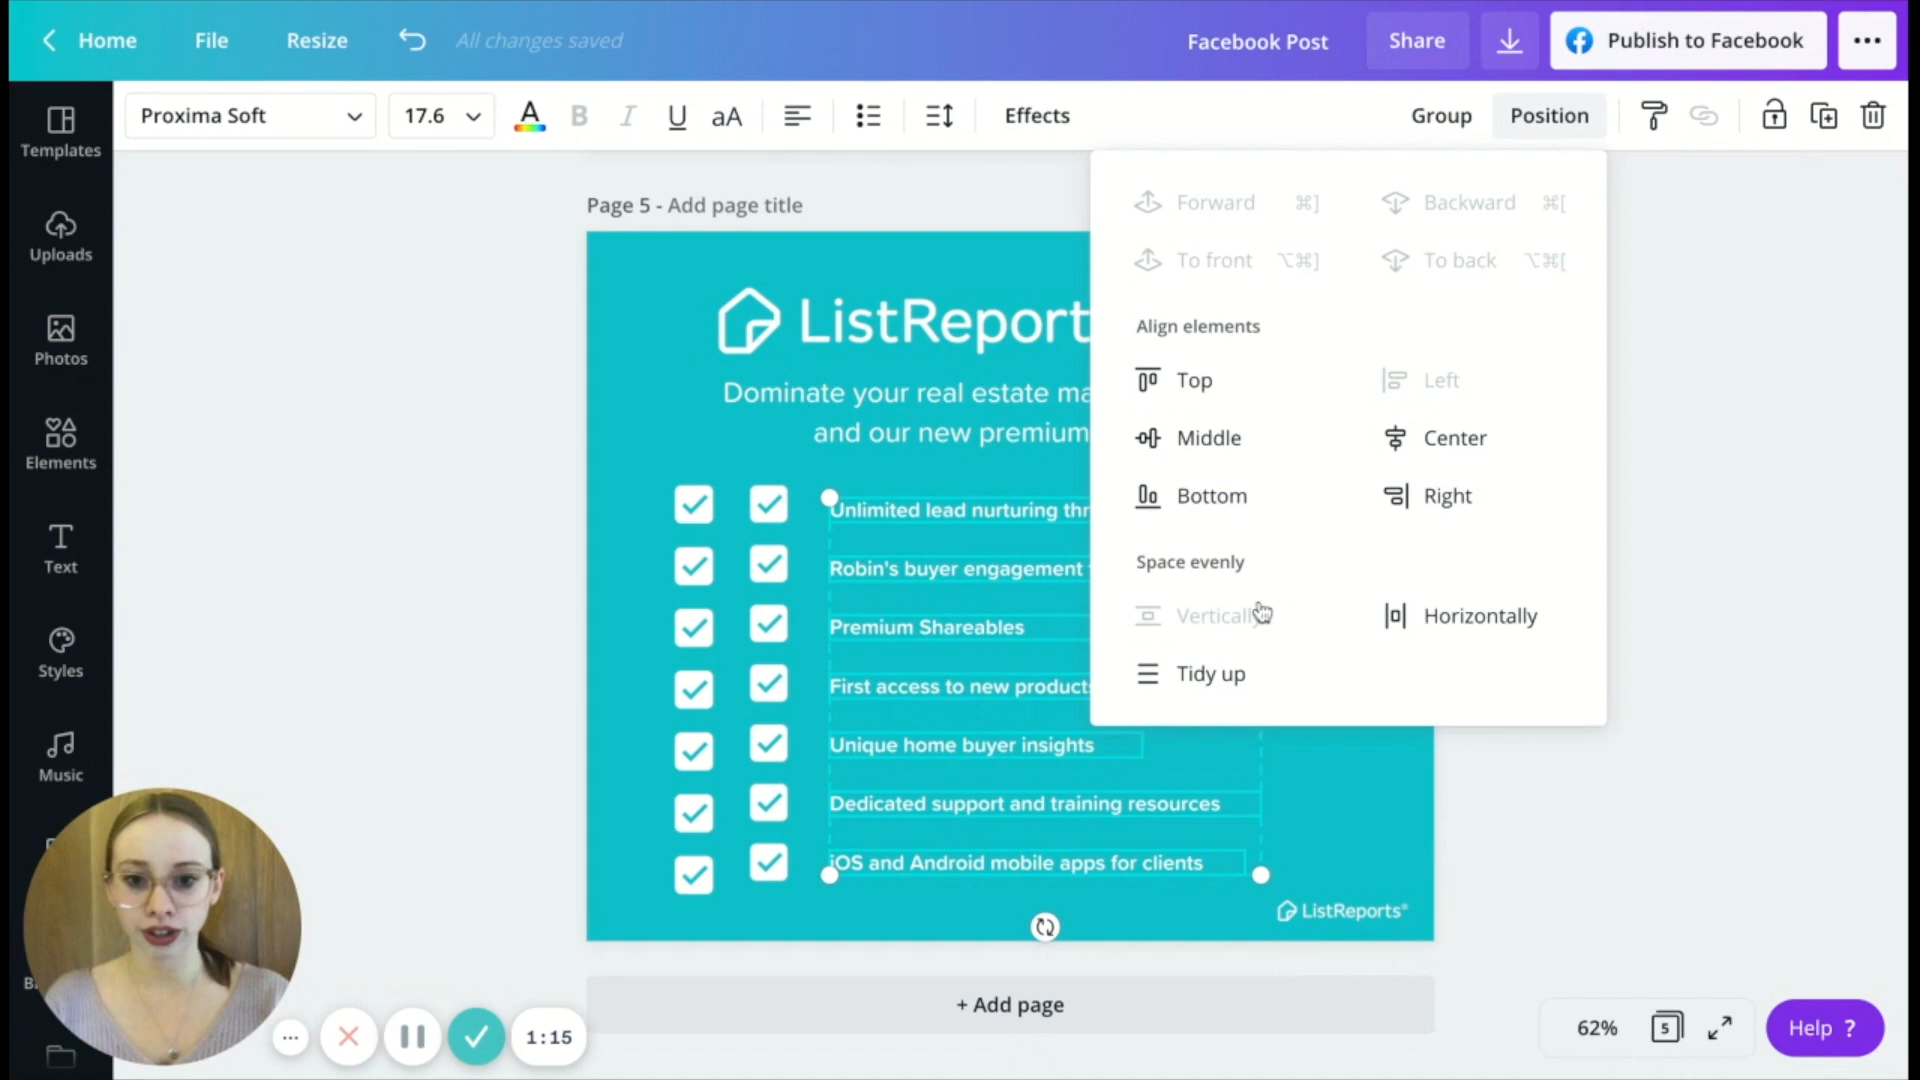 Home
File
Resize
All changes saved
Facebook Post
Share
Publish to Facebook
Proxima Soft
17.6
A
B
I
U
aA
Effects
Group
Position
Templates
Uploads
Photos
Elements
Text
Styles
Music
Page 5 - Add page title
ListReport
Dominate your real estate ma
and our new premium
Unlimited lead nurturing thr
Robin's buyer engagement
Premium Shareables
First access to new products
Unique home buyer insights
Dedicated support and training resources
iOS and Android mobile apps for clients
ListReports®
Forward ⌘]
Backward ⌘[
To front ⌥⌘]
To back ⌥⌘[
Align elements
Top
Left
Middle
Center
Bottom
Right
Space evenly
Vertically
Horizontally
Tidy up
+ Add page
1:15
62%
5
Help ?